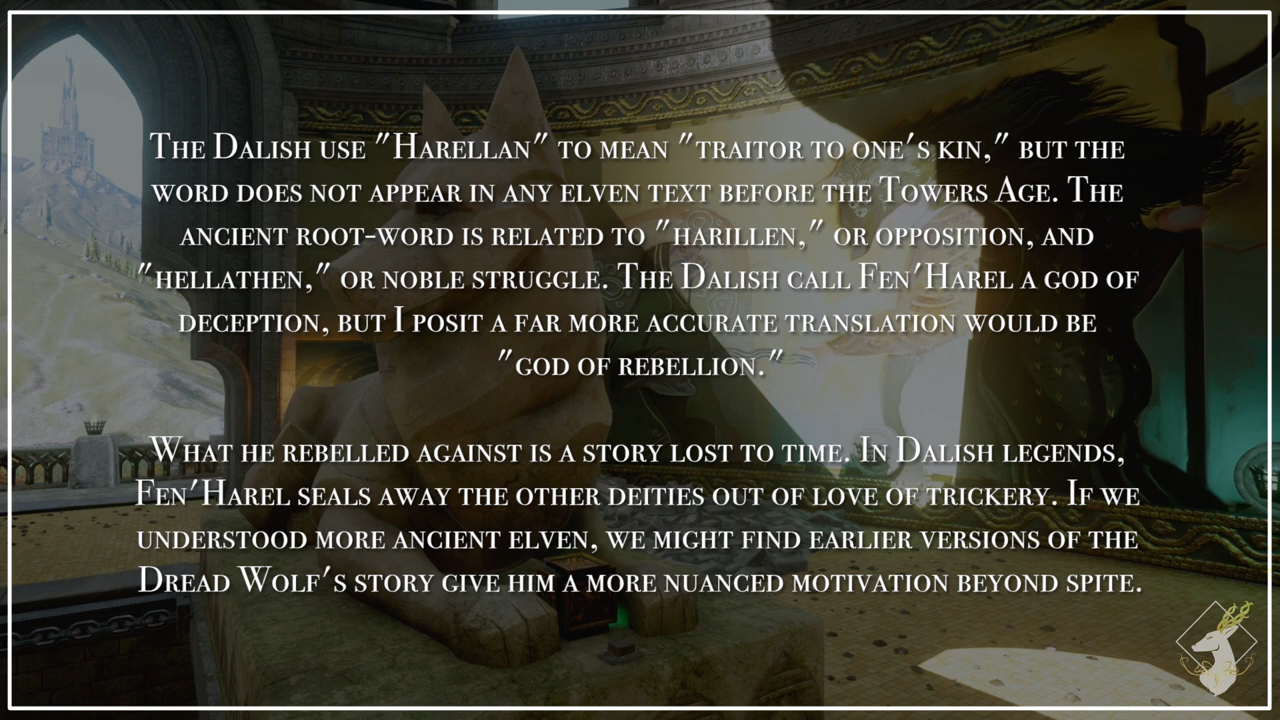 The Dalish use "Harellan" to mean "traitor to one's kin," but the
word does not appear in any elven text before the Towers Age. The
ancient root-word is related to "harillen," or opposition, and
"hellathen," or noble struggle. The Dalish call Fen'Harel a god of
deception, but I posit a far more accurate translation would be
"god of rebellion."
What he rebelled against is a story lost to time. In Dalish legends,
Fen'Harel seals away the other deities out of love of trickery. If we
understood more ancient elven, we might find earlier versions of the
Dread Wolf's story give him a more nuanced motivation beyond spite.